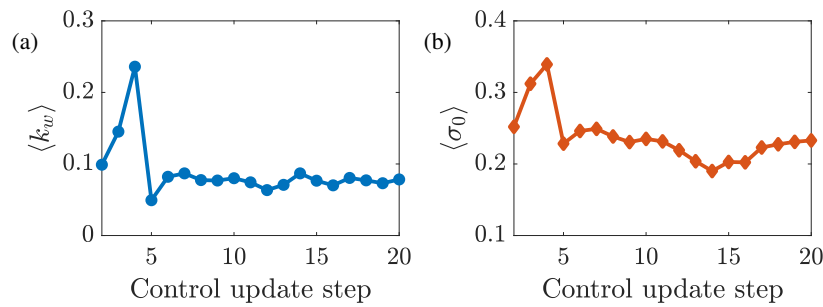 (a)
0.3
0.2
0.1
0
⟨k_w⟩
5
10
15
20
Control update step
(b)
0.4
0.3
0.2
0.1
⟨σ_0⟩
5
10
15
20
Control update step